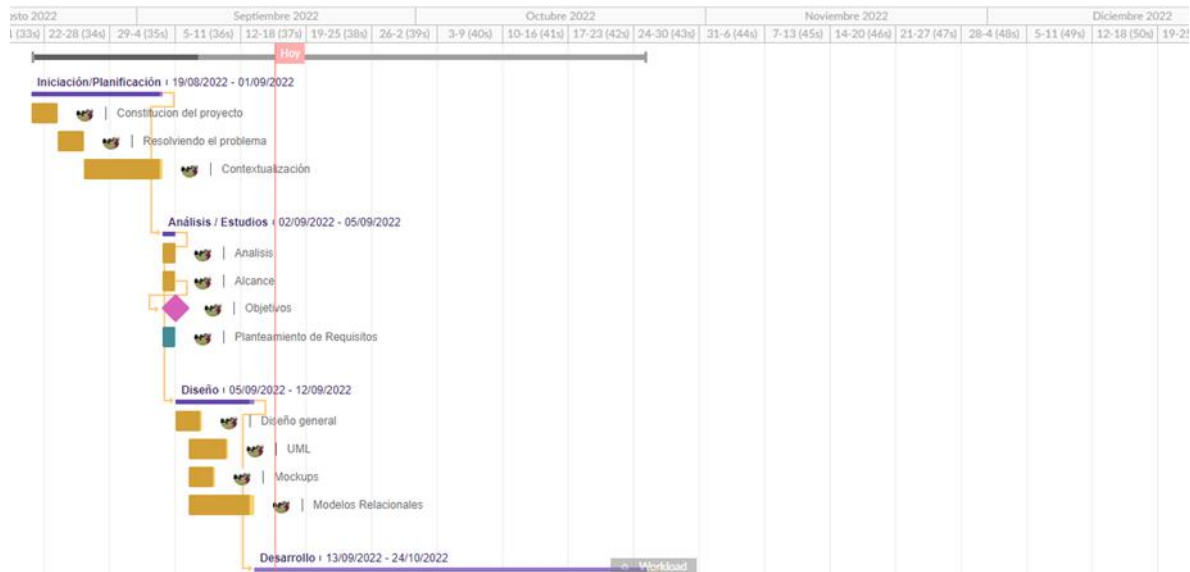 osto 2022 Septiembre 2022 Octubre 2022 Noviembre 2022 Diciembre 2022
(33s) 22-28 (34s) 29-4 (35s) 5-11 (36s) 12-18 (37s) 19-25 (38s) 26-2 (39s) 3-9 (40s) 10-16 (41s) 17-23 (42s) 24-30 (43s) 31-6 (44s) 7-13 (45s) 14-20 (46s) 21-27 (47s) 28-4 (48s) 5-11 (49s) 12-18 (50s) 19-25
Hoy
Iniciación/Planificación 19/08/2022 - 01/09/2022
Constitucion del proyecto
Resolviendo el problema
Contextualización
Análisis / Estudios 02/09/2022 - 05/09/2022
Analisis
Alcance
Objetivos
Planteamiento de Requisitos
Diseño 05/09/2022 - 12/09/2022
Diseño general
UML
Mockups
Modelos Relacionales
Desarrollo 13/09/2022 - 24/10/2022
Workload